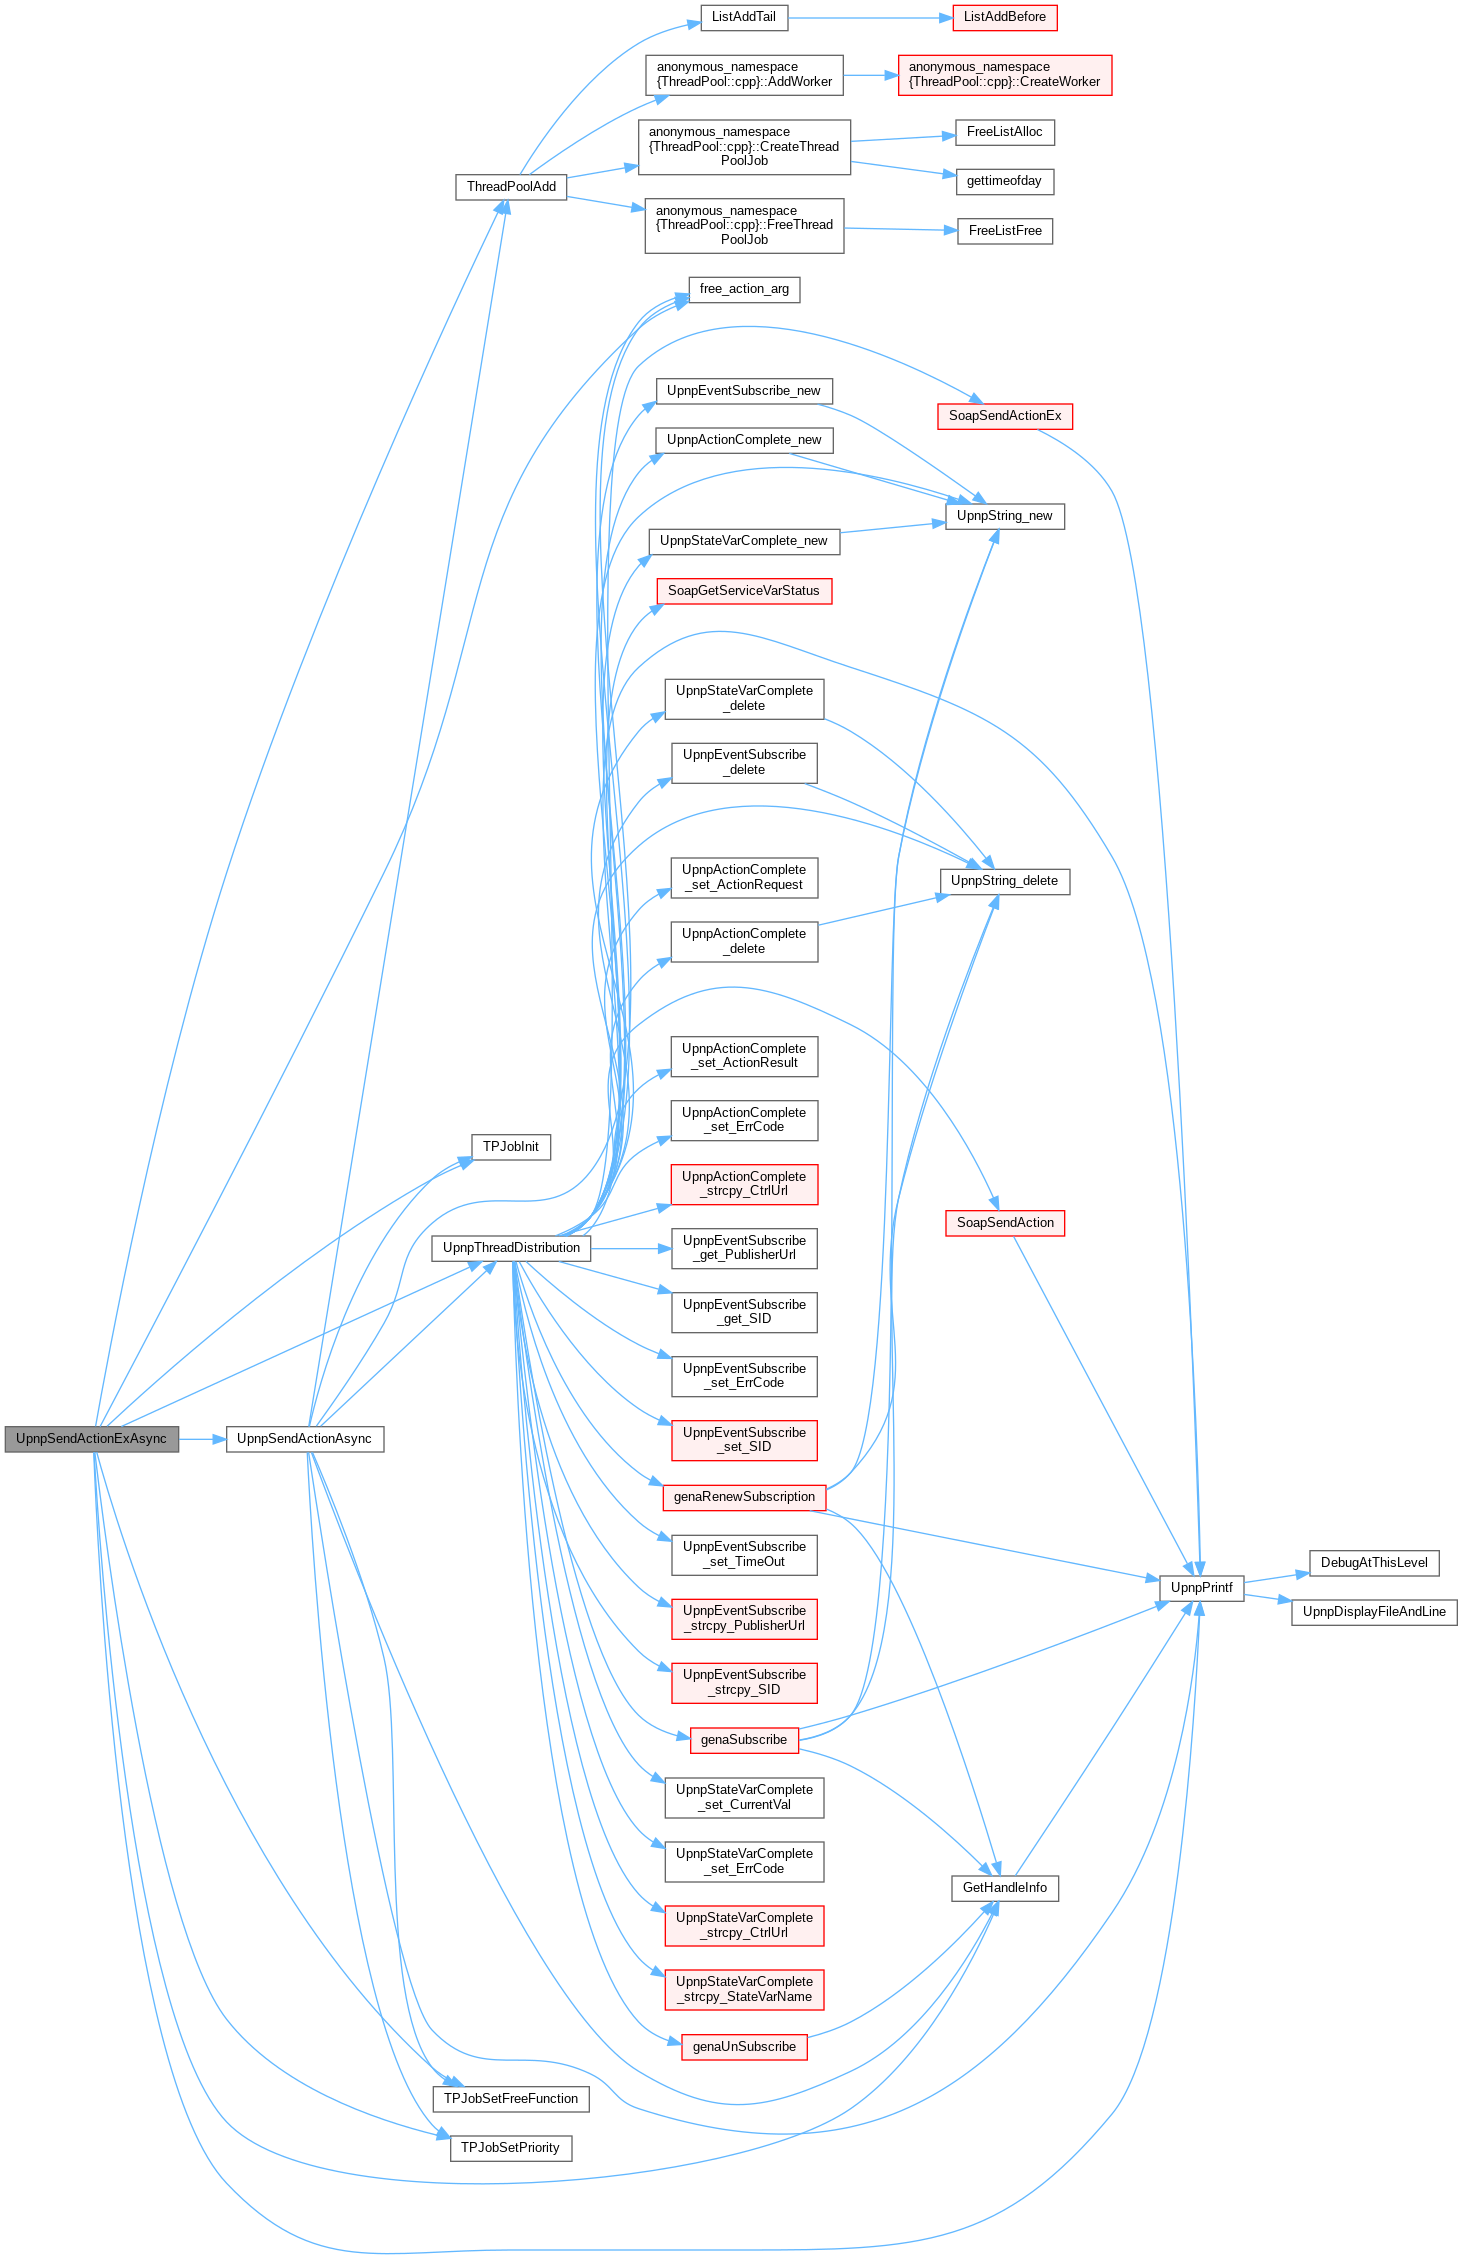 ListAddTail
ListAddBefore
anonymous_namespace
{ThreadPool::cpp}::AddWorker
anonymous_namespace
{ThreadPool::cpp}::CreateWorker
anonymous_namespace
{ThreadPool::cpp}::CreateThread
PoolJob
FreeListAlloc
gettimeofday
ThreadPoolAdd
anonymous_namespace
{ThreadPool::cpp}::FreeThread
PoolJob
FreeListFree
free_action_arg
UpnpEventSubscribe_new
SoapSendActionEx
UpnpActionComplete_new
UpnpString_new
UpnpStateVarComplete_new
SoapGetServiceVarStatus
UpnpStateVarComplete
_delete
UpnpEventSubscribe
_delete
UpnpActionComplete
_set_ActionRequest
UpnpString_delete
UpnpActionComplete
_delete
UpnpActionComplete
_set_ActionResult
UpnpActionComplete
_set_ErrCode
TPJobInit
UpnpActionComplete
_strcpy_CtrlUrl
SoapSendAction
UpnpThreadDistribution
UpnpEventSubscribe
_get_PublisherUrl
UpnpEventSubscribe
_get_SID
UpnpEventSubscribe
_set_ErrCode
UpnpSendActionExAsync
UpnpSendActionAsync
UpnpEventSubscribe
_set_SID
genaRenewSubscription
UpnpEventSubscribe
_set_TimeOut
DebugAtThisLevel
UpnpPrintf
UpnpDisplayFileAndLine
UpnpEventSubscribe
_strcpy_PublisherUrl
UpnpEventSubscribe
_strcpy_SID
genaSubscribe
UpnpStateVarComplete
_set_CurrentVal
UpnpStateVarComplete
_set_ErrCode
GetHandleInfo
UpnpStateVarComplete
_strcpy_CtrlUrl
UpnpStateVarComplete
_strcpy_StateVarName
genaUnSubscribe
TPJobSetFreeFunction
TPJobSetPriority